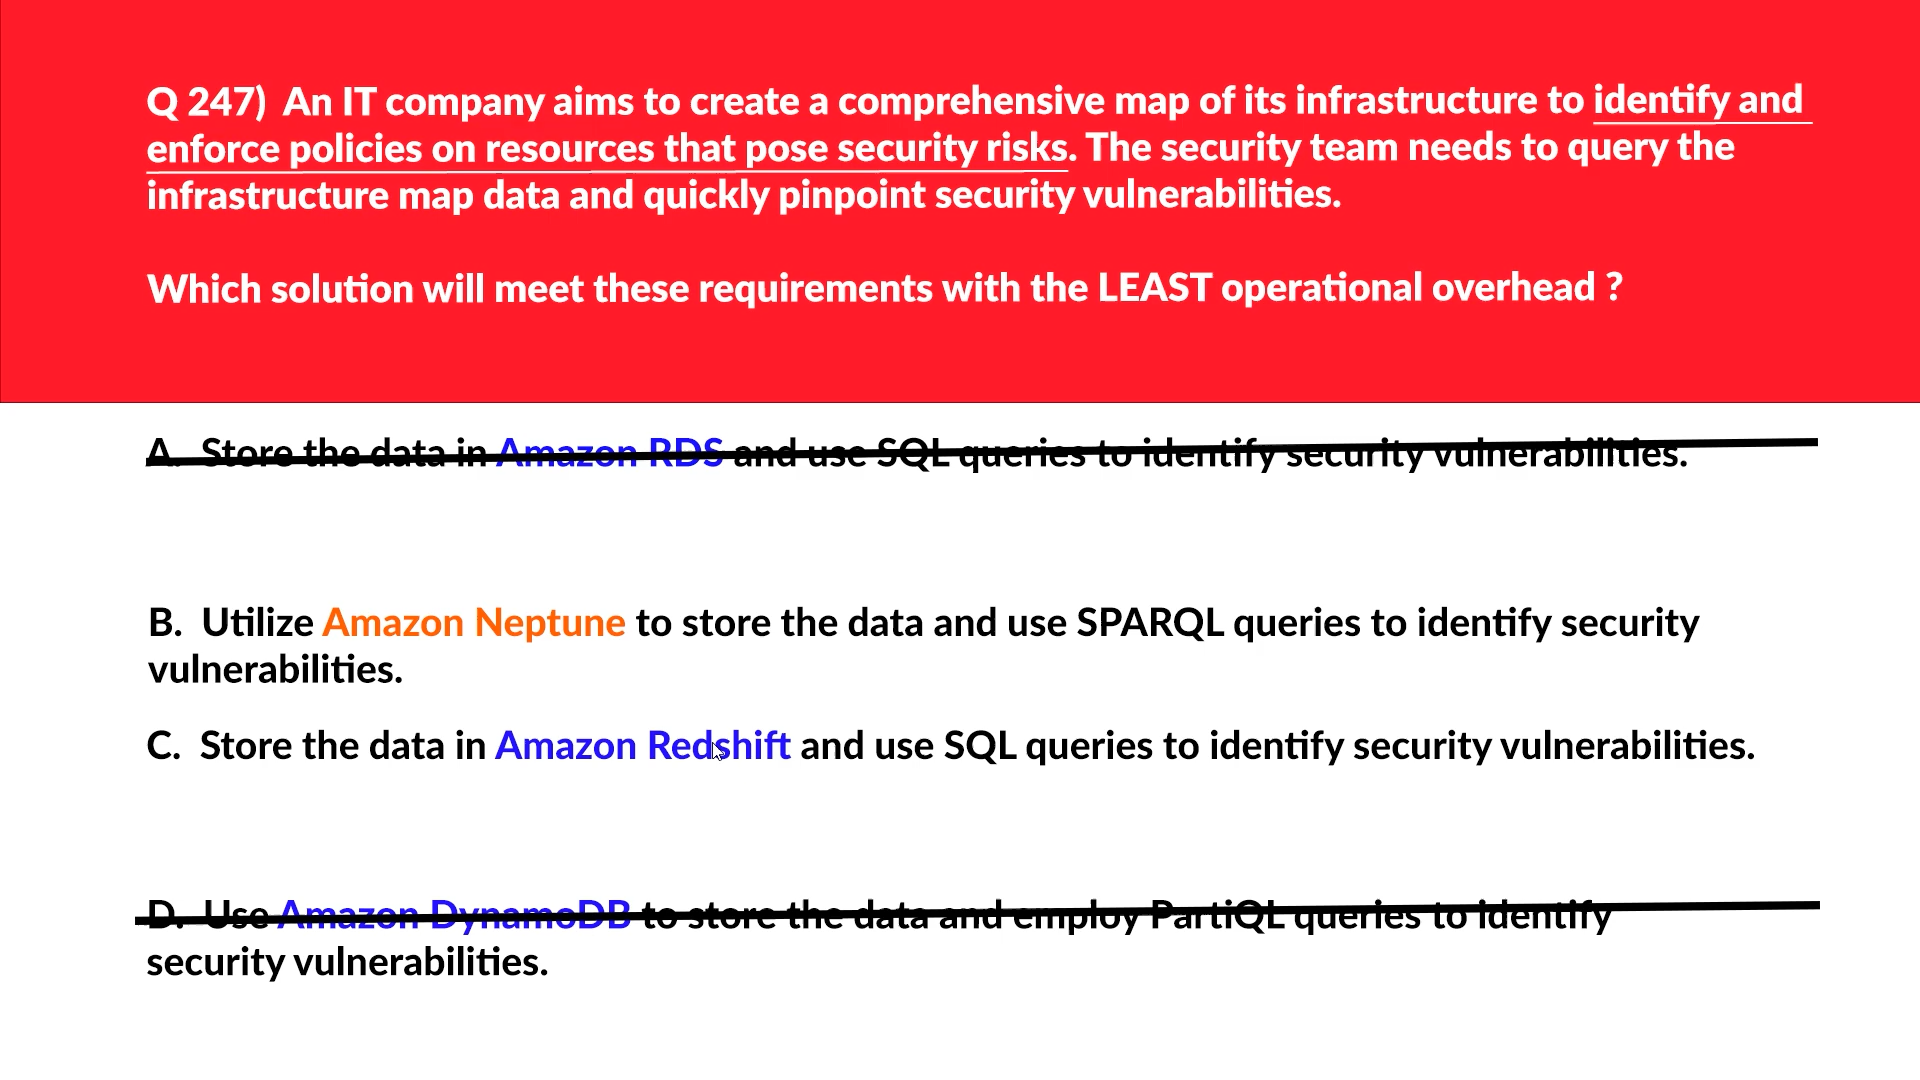 Q 247) An IT company aims to create a comprehensive map of its infrastructure to identify and
enforce policies on resources that pose security risks. The security team needs to query the
infrastructure map data and quickly pinpoint security vulnerabilities.
Which solution will meet these requirements with the LEAST operational overhead ?
A. Store the data in Amazon RDS and use SQL queries to identify security vulnerabilities.
B. Utilize Amazon Neptune to store the data and use SPARQL queries to identify security
vulnerabilities.
C. Store the data in Amazon Redshift and use SQL queries to identify security vulnerabilities.
D. Use Amazon DynamoDB to store the data and employ PartiQL queries to identify
security vulnerabilities.